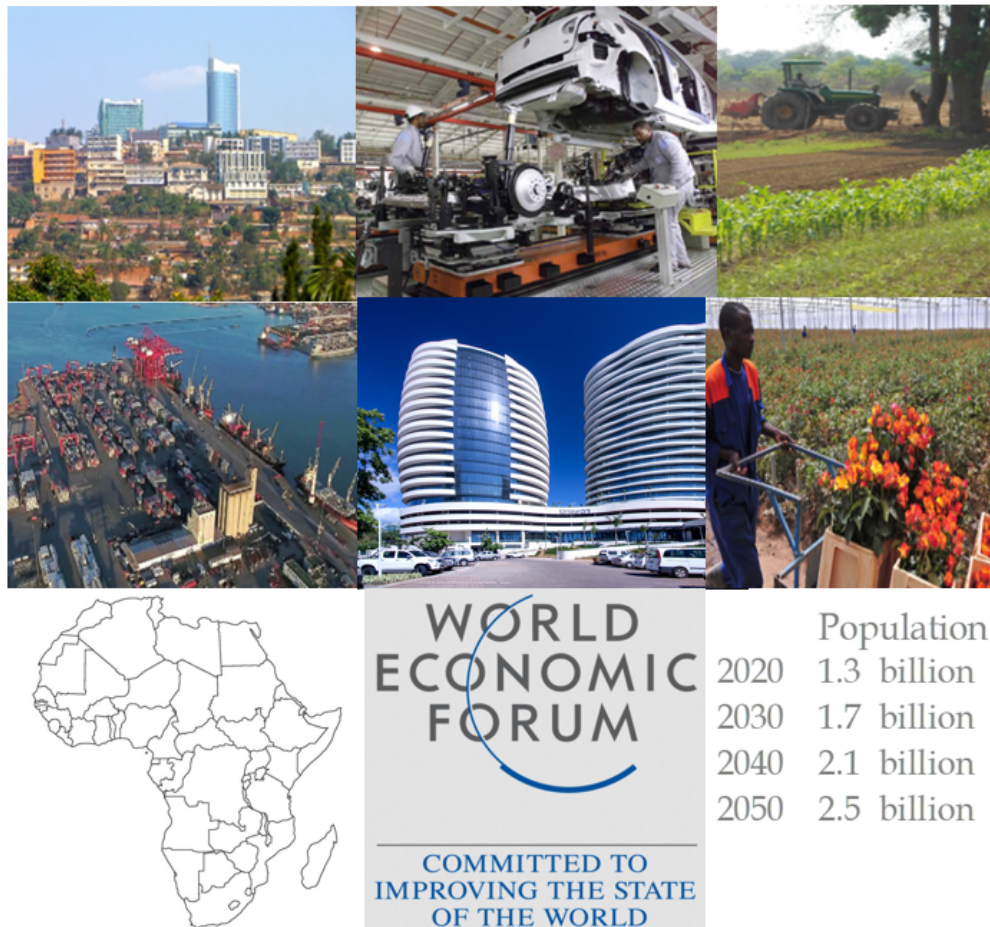 WORLD
ECONOMIC
FORUM
COMMITTED TO
IMPROVING THE STATE
OF THE WORLD
Population
2020 1.3 billion
2030 1.7 billion
2040 2.1 billion
2050 2.5 billion